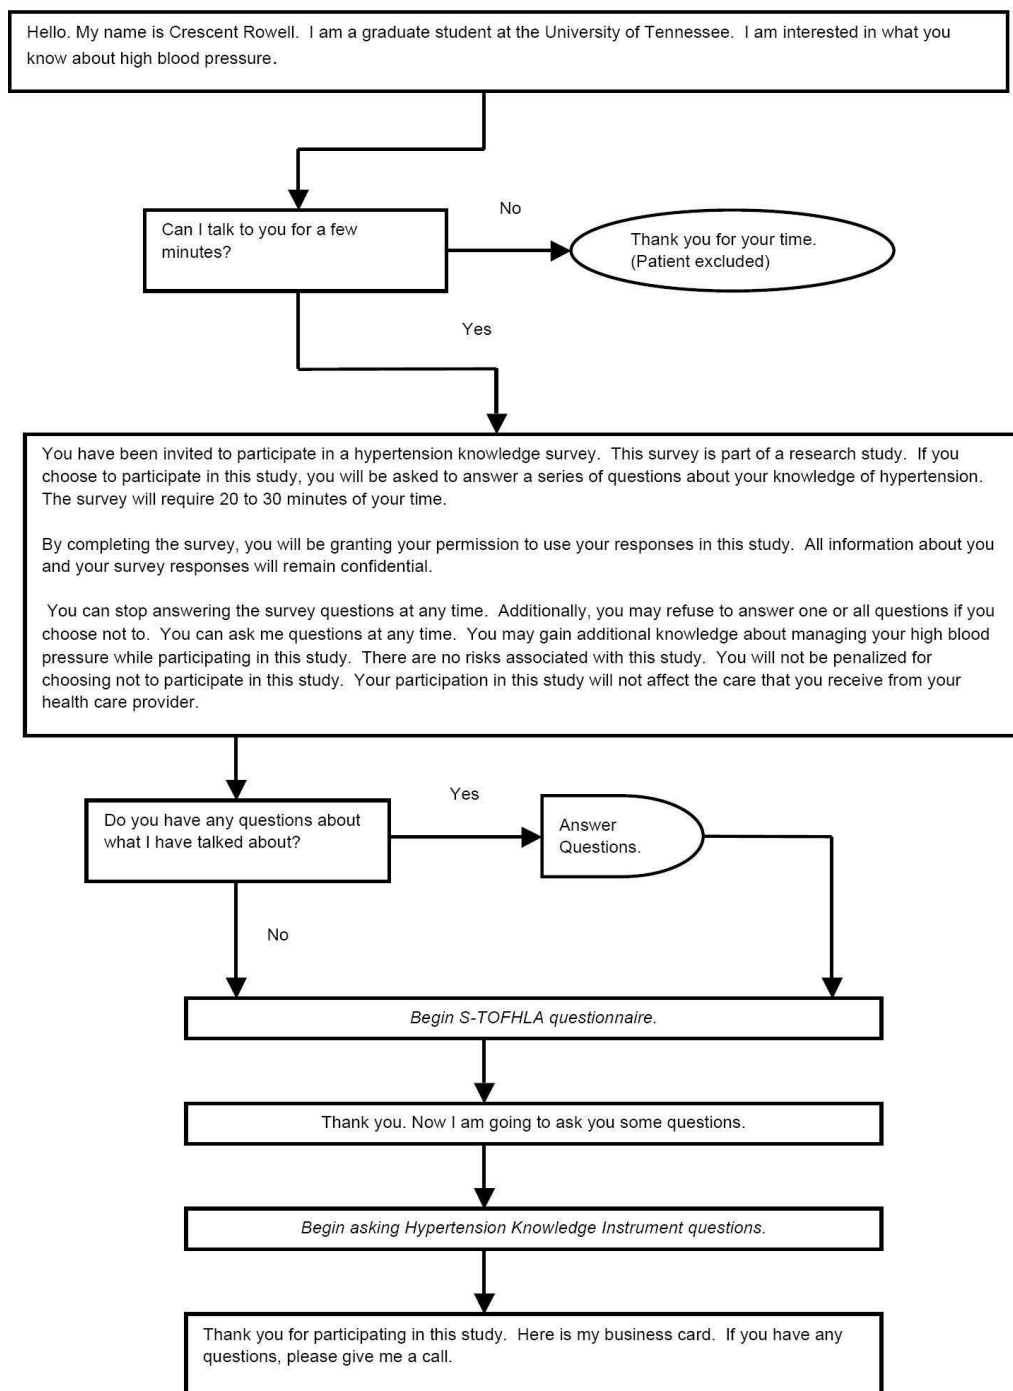 Hello. My name is Crescent Rowell.  I am a graduate student at the University of Tennessee.  I am interested in what you
know about high blood pressure.
Can I talk to you for a few
minutes?
No
Thank you for your time.
(Patient excluded)
Yes
You have been invited to participate in a hypertension knowledge survey.  This survey is part of a research study.  If you
choose to participate in this study, you will be asked to answer a series of questions about your knowledge of hypertension.
The survey will require 20 to 30 minutes of your time.
By completing the survey, you will be granting your permission to use your responses in this study.  All information about you
and your survey responses will remain confidential.
You can stop answering the survey questions at any time.  Additionally, you may refuse to answer one or all questions if you
choose not to.  You can ask me questions at any time.  You may gain additional knowledge about managing your high blood
pressure while participating in this study.  There are no risks associated with this study.  You will not be penalized for
choosing not to participate in this study.  Your participation in this study will not affect the care that you receive from your
health care provider.
Do you have any questions about
what I have talked about?
Yes
Answer
Questions.
No
Begin S-TOFHLA questionnaire.
Thank you. Now I am going to ask you some questions.
Begin asking Hypertension Knowledge Instrument questions.
Thank you for participating in this study.  Here is my business card.  If you have any
questions, please give me a call.